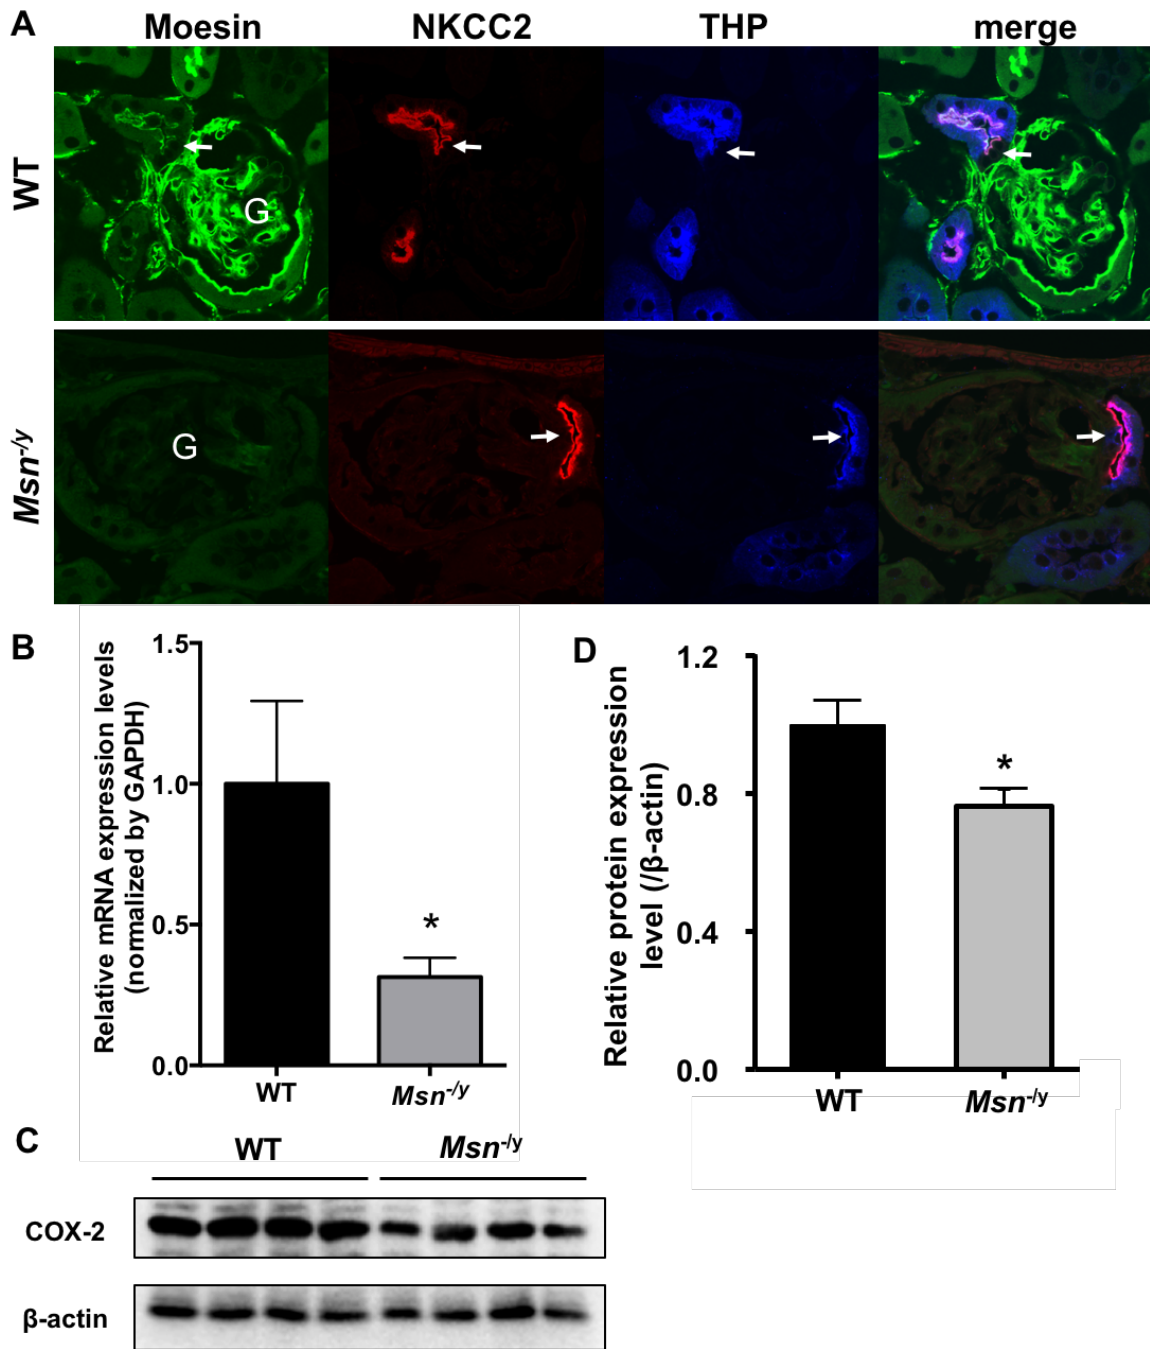 A
Moesin
NKCC2
THP
merge
WT
G
Msn-/y
G
B
Relative mRNA expression levels
(normalized by GAPDH)
1.5
1.0
0.5
0.0
*
WT
Msn-/y
D
Relative protein expression
level (/β-actin)
1.2
0.8
0.4
0.0
*
WT
Msn-/y
C
WT
Msn-/y
COX-2
β-actin